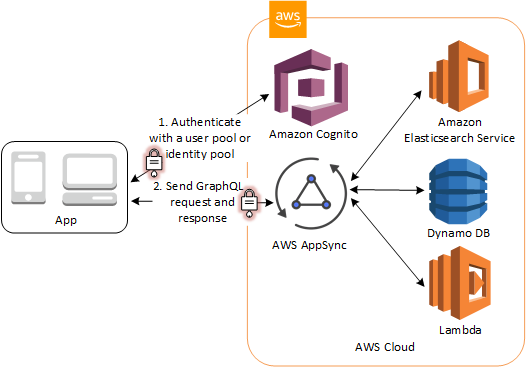 aws
1. Authenticate
with a user pool or
identity pool
Amazon Cognito
Amazon
Elasticsearch Service
2. Send GraphQL
request and
response
App
AWS AppSync
Dynamo DB
Lambda
AWS Cloud